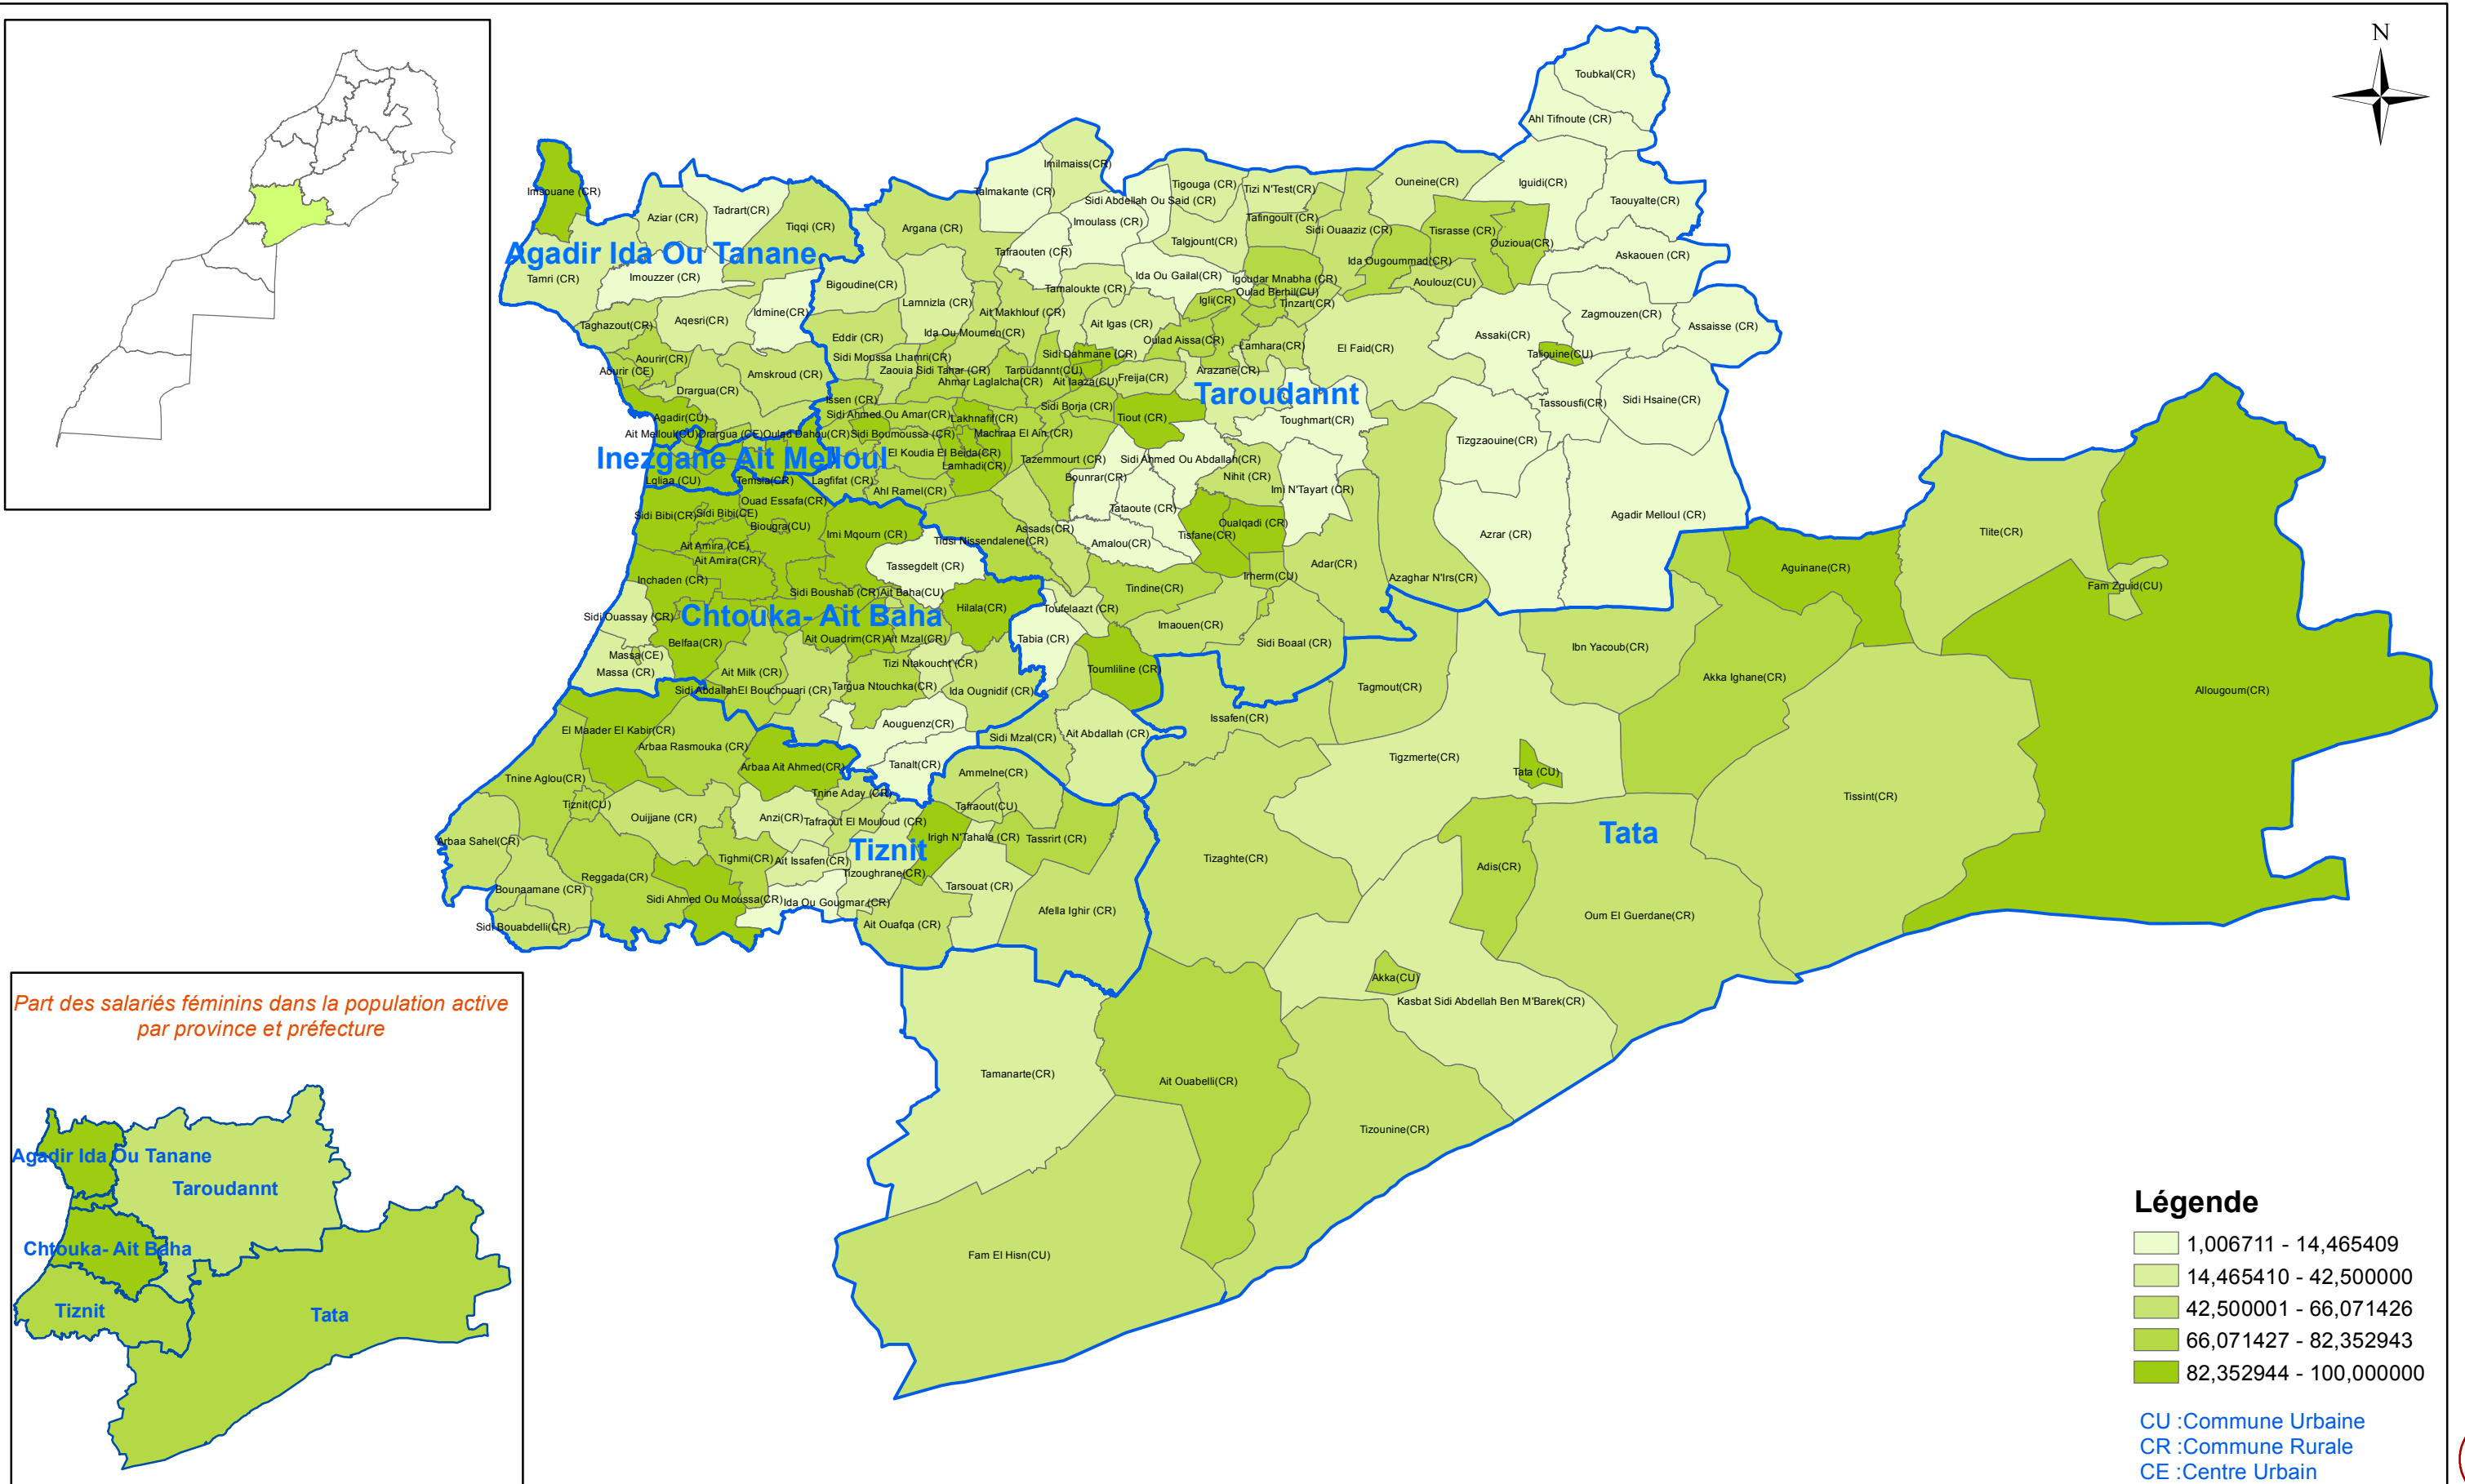 N
Toubkal(CR)
Ahl Tifnoute (CR)
Imsouane (CR)
Aziar (CR)
Tadrart(CR)
Tiqqi (CR)
Argana (CR)
Talmakante (CR)
Imilmaiss(CR)
Sidi Abdellah Ou Said (CR)
Tigouga (CR)
Tizi N'Test(CR)
Ouneine(CR)
Iguidi(CR)
Taouyalte(CR)
Agadir Ida Ou Tanane
Tamri (CR)
Imouzzer (CR)
Imoulass (CR)
Tafraouten (CR)
Talgjount(CR)
Tafingoult (CR)
Sidi Ouaaziz (CR)
Tisrasse (CR)
Ouzioua(CR)
Askaouen (CR)
Bigoudine(CR)
Lamnizla (CR)
Tamaloukte (CR)
Ida Ou Gailal(CR)
Igoudar Mnabha (CR)
Ida Ougoummad(CR)
Aoulouz(CU)
Oulad Berhil(CU)
Igli(CR)
Tinzart(CR)
Taghazout(CR)
Aqesri(CR)
Idmine(CR)
Eddir (CR)
Ida Ou Moumen(CR)
Ait Makhlouf (CR)
Ait Igas (CR)
Zagmouzen(CR)
Assaisse (CR)
Assaki(CR)
Taliouine(CU)
Aourir(CR)
Aourir (CE)
Drargua(CR)
Amskroud (CR)
Sidi Moussa Lhamri(CR)
Zaouia Sidi Tahar (CR)
Ahmar Laglalcha(CR)
Taroudannt(CU)
Sidi Dahmane (CR)
Ait Iaaza(CU)
Freija(CR)
Oulad Aissa(CR)
Lamhara(CR)
Arazane(CR)
El Faid(CR)
Taroudannt
Issen (CR)
Agadir(CU)
Sidi Ahmed Ou Amar(CR)
Lakhnafif(CR)
Sidi Borja (CR)
Tiout (CR)
Toughmart(CR)
Tassousfi(CR)
Sidi Hsaine(CR)
Ait Melloul(CU)
Drargua (CE)
Oulad Dahou(CR)
Sidi Boumoussa (CR)
Machraa El Ain (CR)
Tizgzaouine(CR)
Inezgane Ait Melloul
El Koudia El Beida(CR)
Lamhadi(CR)
Tazemmourt (CR)
Sidi Ahmed Ou Abdallah(CR)
Bounrar(CR)
Nihit (CR)
Imi N'Tayart (CR)
Lqliaa (CU)
Temsia(CR)
Lagfifat (CR)
Ahl Ramel(CR)
Ouad Essafa(CR)
Sidi Bibi(CR)
Sidi Bibi(CE)
Biougra(CU)
Imi Mqourn (CR)
Assads(CR)
Tidsi Nissendalene(CR)
Tataoute (CR)
Amalou(CR)
Oualqadi (CR)
Tisfane(CR)
Azrar (CR)
Agadir Melloul (CR)
Tlite(CR)
Ait Amira (CE)
Ait Amira(CR)
Inchaden (CR)
Tassegdelt (CR)
Tindine(CR)
Irherm(CU)
Adar(CR)
Azaghar N'Irs(CR)
Aguinane(CR)
Fam Zguid(CU)
Sidi Boushab (CR)
Ait Baha(CU)
Hilala(CR)
Toufelaazt (CR)
Sidi Ouassay (CR)
Chtouka- Ait Baha
Belfaa(CR)
Ait Ouadrim(CR)
Ait Mzal(CR)
Tabia (CR)
Imaouen(CR)
Sidi Boaal (CR)
Ibn Yacoub(CR)
Massa(CE)
Massa (CR)
Ait Milk (CR)
Tizi Ntakoucht (CR)
Toumliline (CR)
Akka Ighane(CR)
Allougoum(CR)
Sidi Abdallah El Bouchouari (CR)
Targua Ntouchka(CR)
Ida Ougnidif (CR)
Tagmout(CR)
Issafen(CR)
El Maader El Kabir(CR)
Arbaa Rasmouka (CR)
Aouguenz(CR)
Sidi Mzal(CR)
Ait Abdallah (CR)
Tigzmerte(CR)
Tata (CU)
Tnine Aglou(CR)
Arbaa Ait Ahmed(CR)
Tanalt(CR)
Ammelne(CR)
Tissint(CR)
Tiznit(CU)
Ouijjane (CR)
Tnine Aday (CR)
Anzi(CR)
Tafraout El Mouloud (CR)
Tafraout(CU)
Tata
Arbaa Sahel(CR)
Irigh N'Tahala (CR)
Tassrirt (CR)
Tiznit
Tighmi(CR)
Ait Issafen(CR)
Tizaghte(CR)
Adis(CR)
Reggada(CR)
Tizoughrane(CR)
Tarsouat (CR)
Bounaamane (CR)
Sidi Ahmed Ou Moussa(CR)
Ida Ou Gougmar (CR)
Afella Ighir (CR)
Oum El Guerdane(CR)
Sidi Bouabdelli(CR)
Ait Ouafqa (CR)
Akka(CU)
Kasbat Sidi Abdellah Ben M'Barek(CR)
Tamanarte(CR)
Ait Ouabelli(CR)
Tizounine(CR)
Fam El Hisn(CU)
Part des salariés féminins dans la population active
par province et préfecture
Agadir Ida Ou Tanane
Taroudannt
Chtouka- Ait Baha
Tiznit
Tata
Légende
1,006711 - 14,465409
14,465410 - 42,500000
42,500001 - 66,071426
66,071427 - 82,352943
82,352944 - 100,000000
CU :Commune Urbaine
CR :Commune Rurale
CE :Centre Urbain